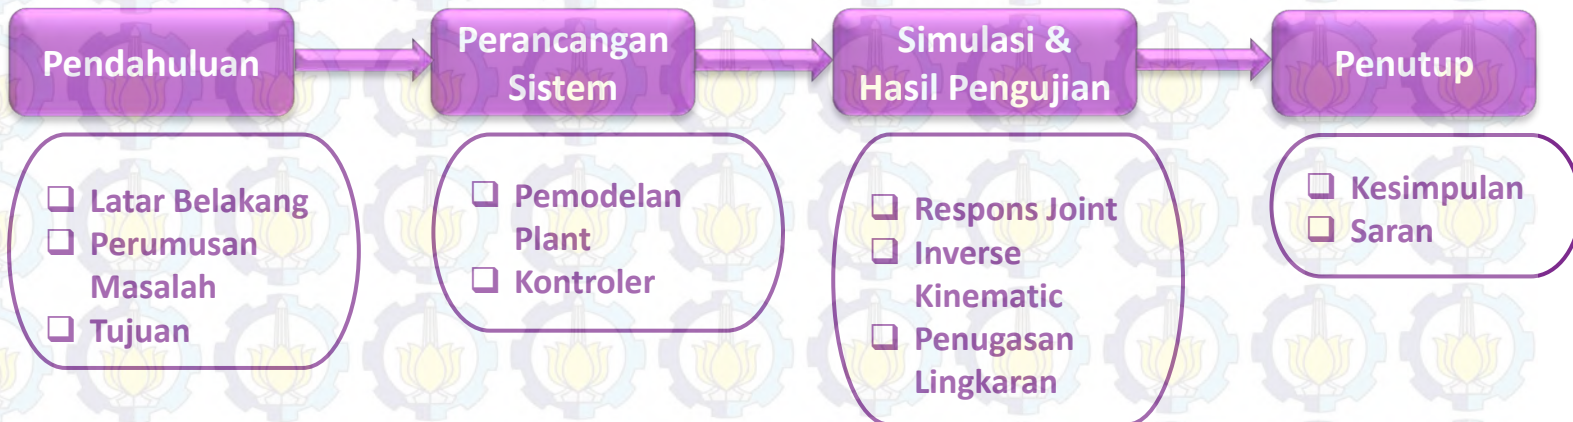 Pendahuluan
Perancangan
Sistem
Simulasi &
Hasil Pengujian
Penutup
Latar Belakang
Perumusan
Masalah
Tujuan
Pemodelan
Plant
Kontroler
Respons Joint
Inverse
Kinematic
Penugasan
Lingkaran
Kesimpulan
Saran